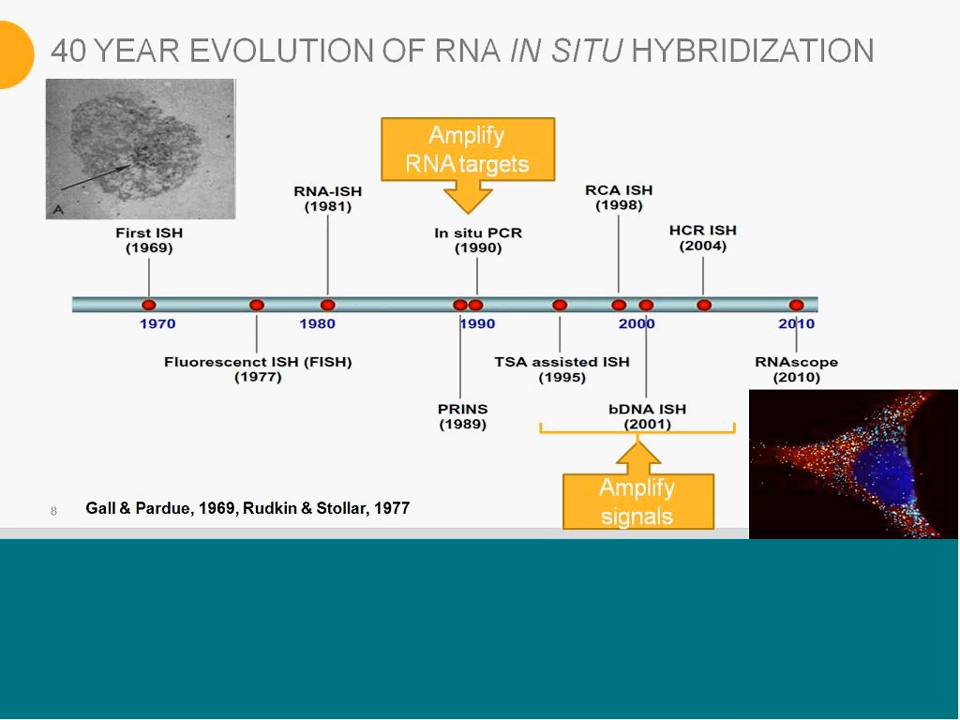 40 YEAR EVOLUTION OF RNA IN SITU HYBRIDIZATION
A
Amplify
RNA targets
First ISH
(1969)
RNA-ISH
(1981)
In situ PCR
(1990)
RCA ISH
(1998)
HCR ISH
(2004)
1970
1980
1990
2000
2010
Fluorescenct ISH (FISH)
(1977)
PRINS
(1989)
TSA assisted ISH
(1995)
bDNA ISH
(2001)
RNAscope
(2010)
Amplify
signals
8
Gall & Pardue, 1969, Rudkin & Stollar, 1977